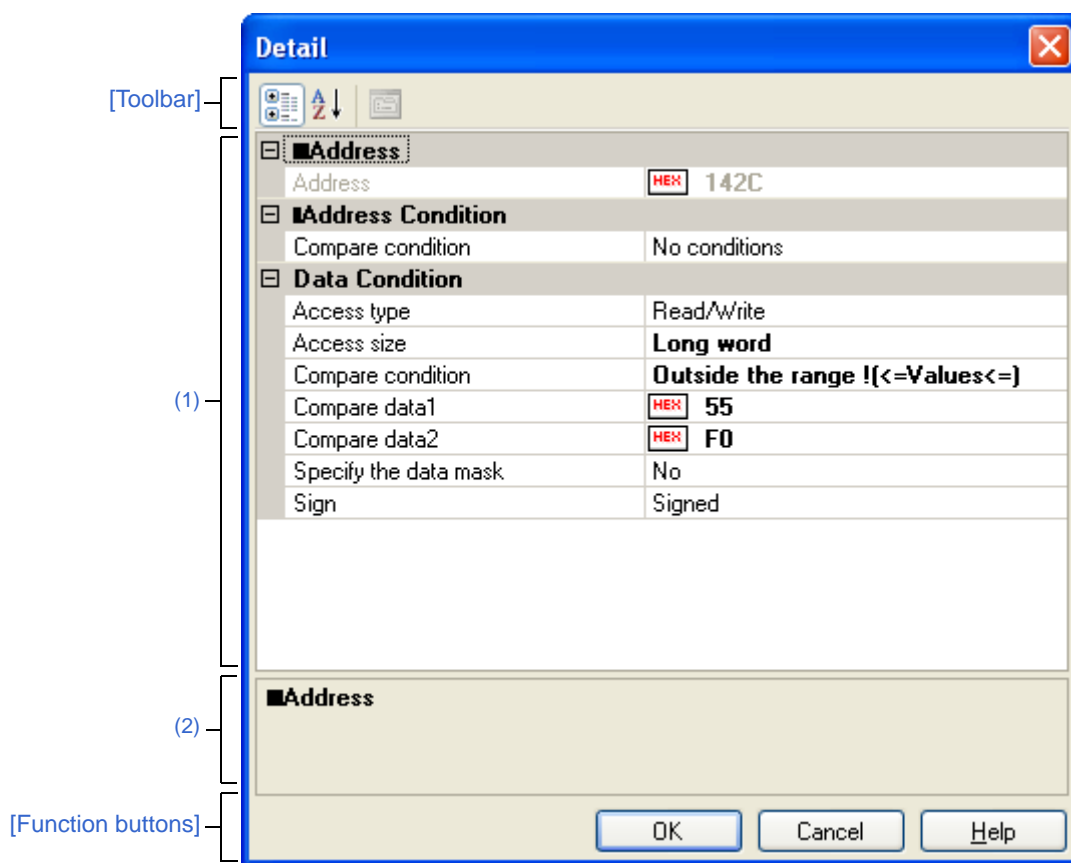 Detail
[Toolbar]
■Address
Address HEX 142C
■Address Condition
Compare condition No conditions
Data Condition
Access type Read/Write
Access size Long word
Compare condition Outside the range !(<=Values<=)
(1)
Compare data1 HEX 55
Compare data2 HEX F0
Specify the data mask No
Sign Signed
■Address
(2)
[Function buttons]
OK Cancel Help